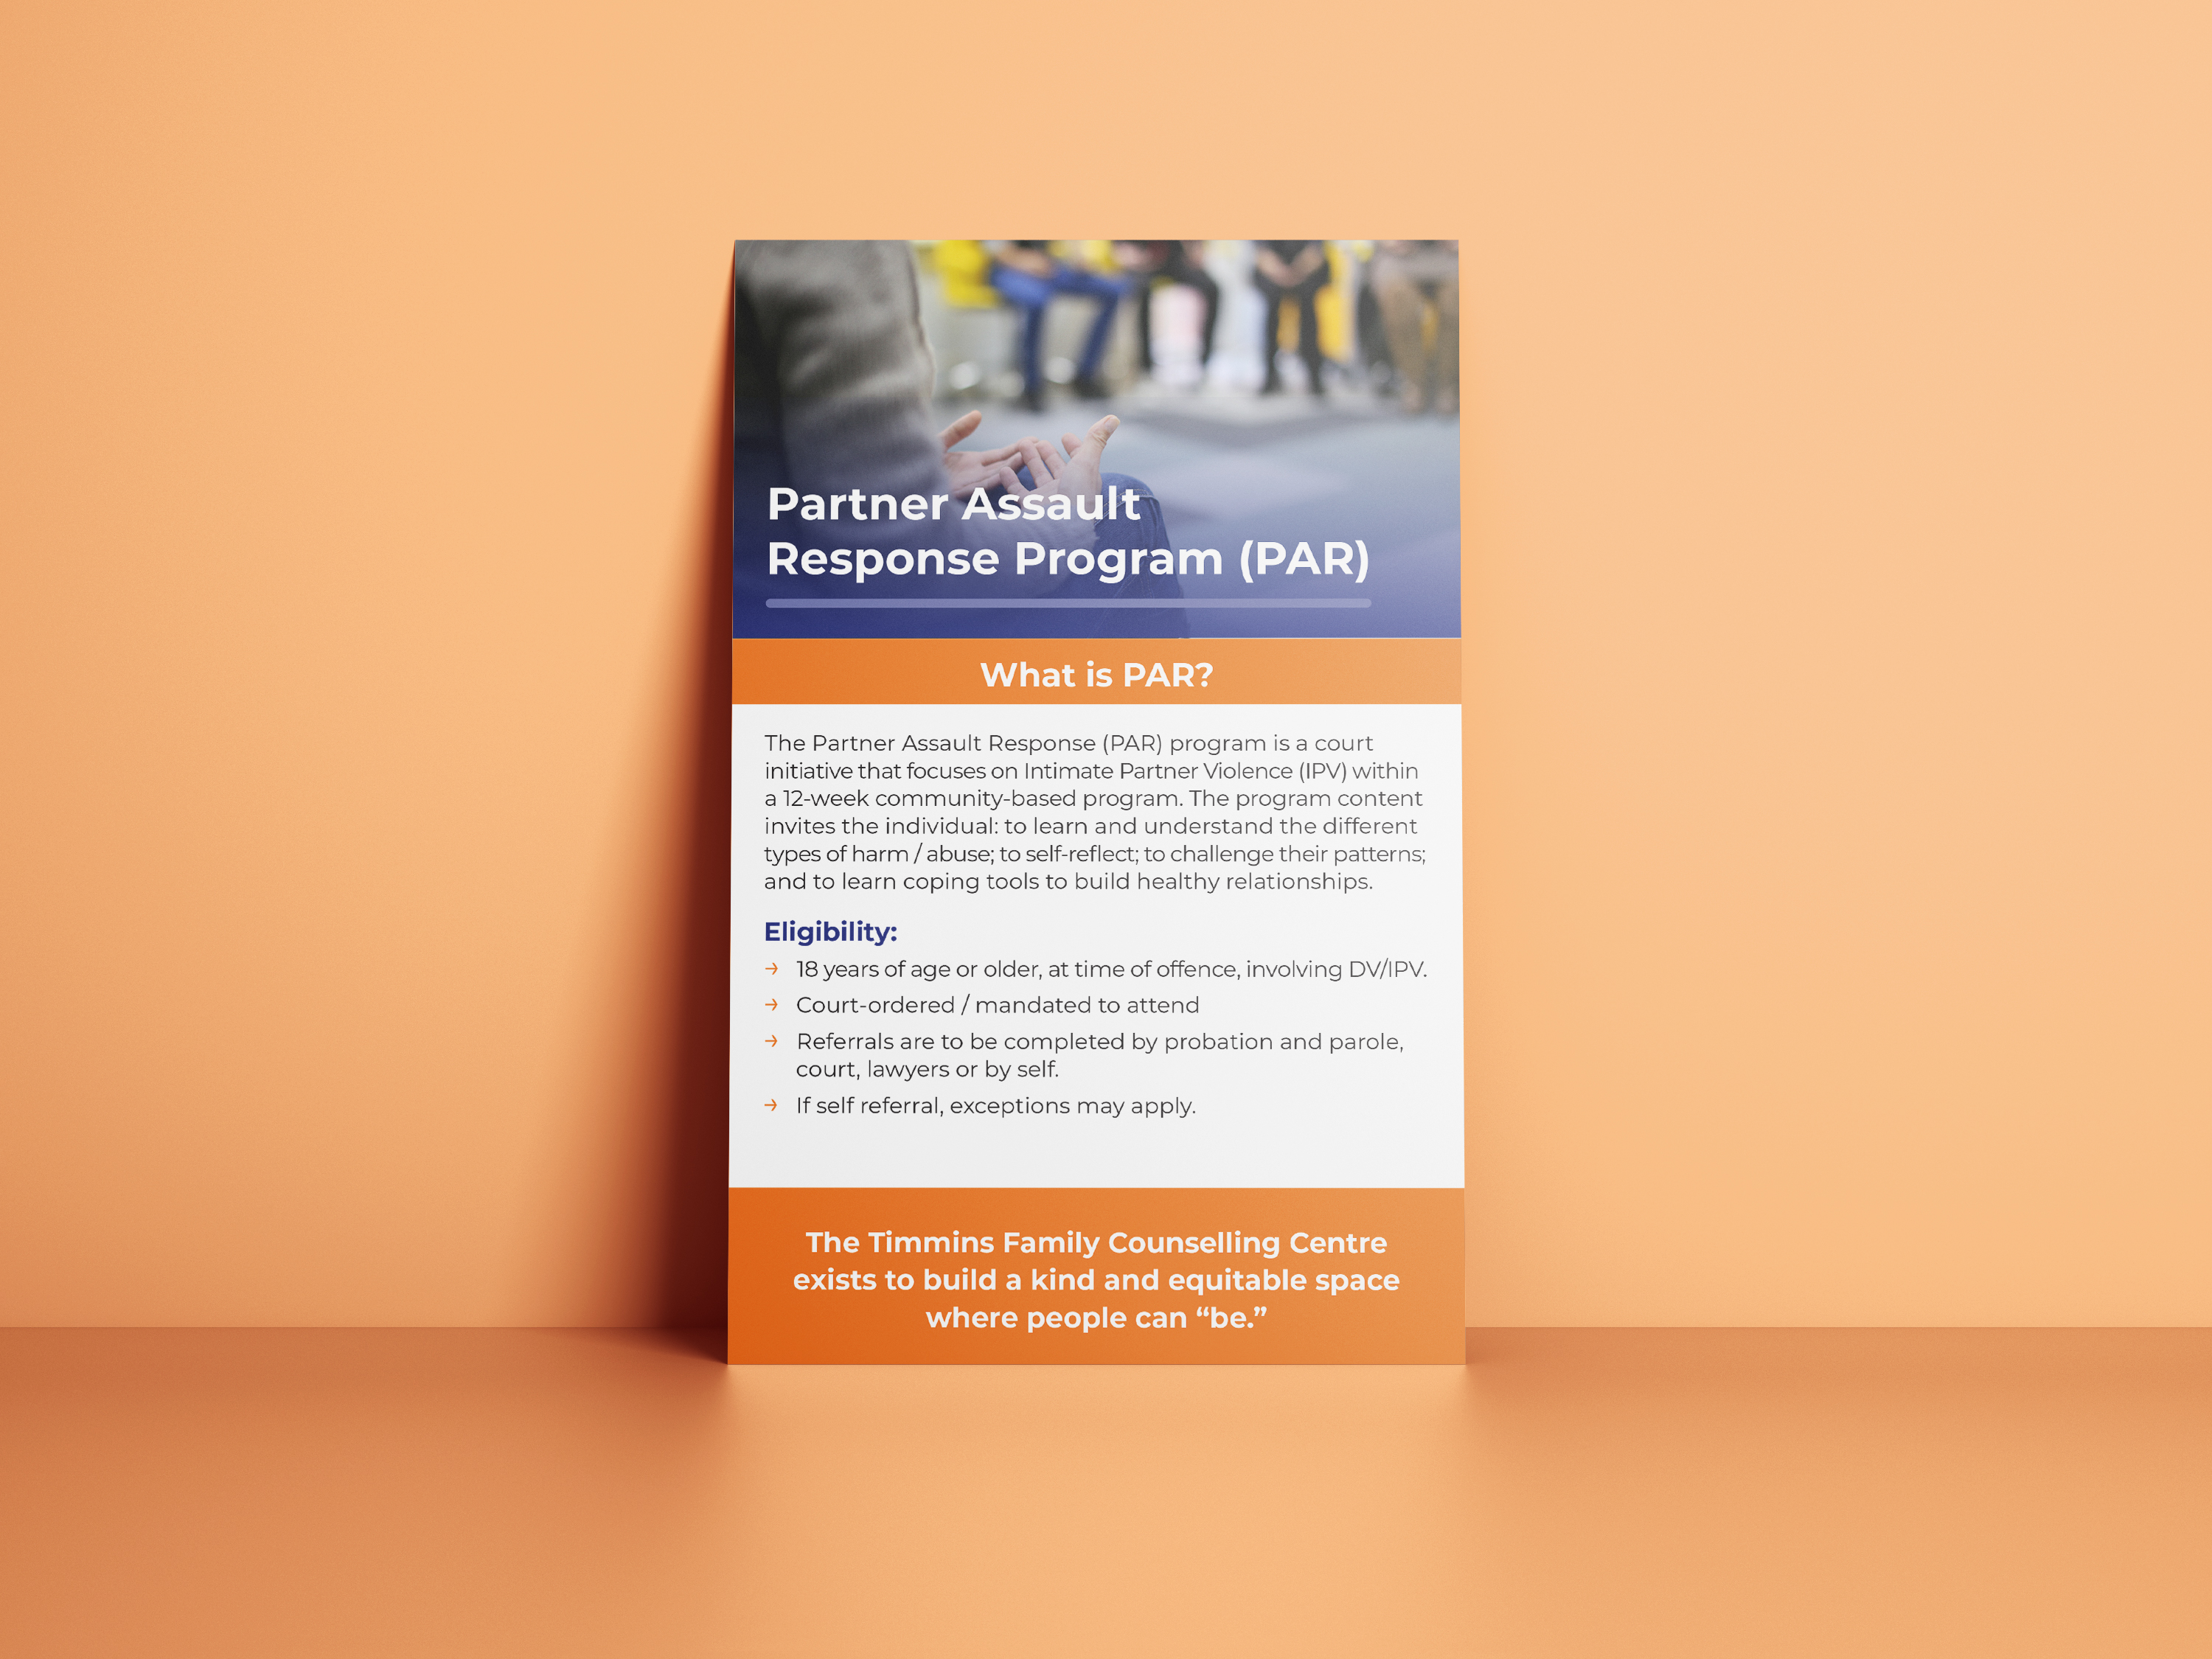 Partner Assault
Response Program (PAR)
What is PAR?
The Partner Assault Response (PAR) program is a court
initiative that focuses on Intimate Partner Violence (IPV) within
a 12-week community-based program. The program content
invites the individual: to learn and understand the different
types of harm / abuse; to self-reflect; to challenge their patterns;
and to learn coping tools to build healthy relationships.
Eligibility:
→ 18 years of age or older, at time of offence, involving DV/IPV.
→ Court-ordered / mandated to attend
→ Referrals are to be completed by probation and parole,
court, lawyers or by self.
→ If self referral, exceptions may apply.
The Timmins Family Counselling Centre
exists to build a kind and equitable space
where people can “be.”